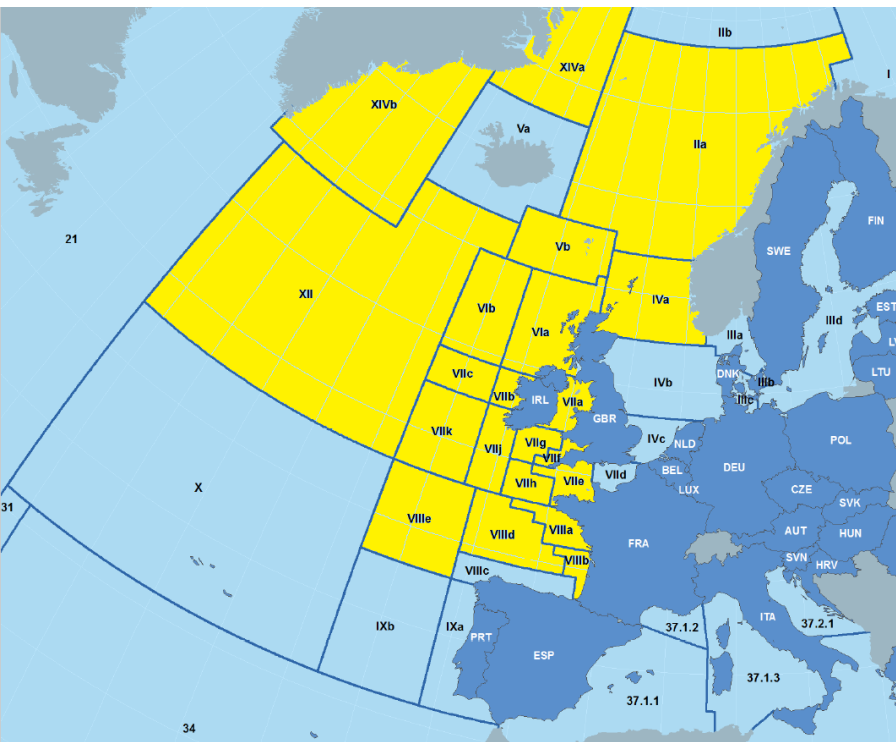 IIb
XIVa
I
XIVb
Va
IIa
FIN
21
Vb
SWE
XII
IVa
VIb
EST
VIa
IIIa
IIId
VIIc
IVb
DNK
IIIb
LTU
VIIb
IRL
VIIa
IIIc
GBR
VIIk
VIIg
IVc
NLD
POL
VIIj
VIIf
BEL
DEU
X
VIIh
VIIe
VIId
LUX
CZE
31
SVK
VIIIe
VIIId
VIIIa
FRA
AUT
HUN
VIIIb
SVN
VIIIc
HRV
IXb
IXa
37.1.2
ITA
37.2.1
PRT
ESP
37.1.3
37.1.1
34